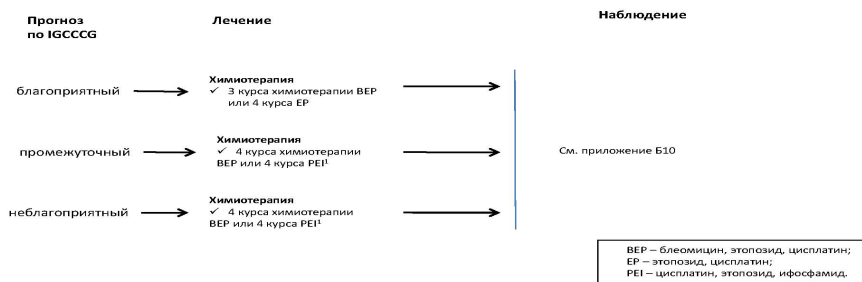 Прогноз
по IGCCCG
Лечение
Наблюдение
благоприятный
Химиотерапия
✓ 3 курса химиотерапии BEP
или 4 курса EP
промежуточный
Химиотерапия
✓ 4 курса химиотерапии
BEP или 4 курса PEI¹
См. приложение Б10
неблагоприятный
Химиотерапия
✓ 4 курса химиотерапии
BEP или 4 курса PEI¹
BEP – блеомицин, этопозид, цисплатин;
EP – этопозид, цисплатин;
PEI – цисплатин, этопозид, ифосфамид.